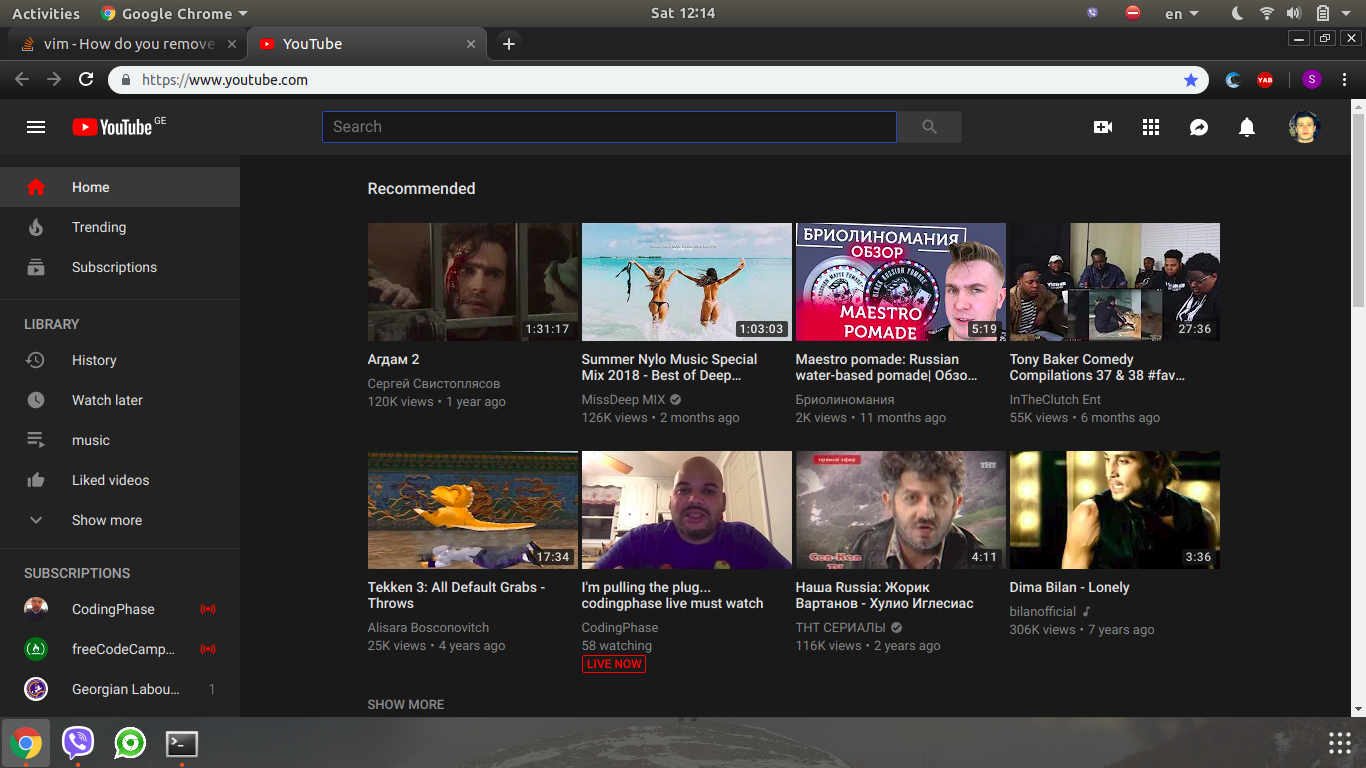 Activities
Google Chrome
Sat 12:14
en
vim - How do you remove
YouTube
https://www.youtube.com
YAB
S
YouTube GE
Search
Home
Trending
Subscriptions
LIBRARY
History
Watch later
music
Liked videos
Show more
SUBSCRIPTIONS
CodingPhase
freeCodeCamp...
Georgian Labou... 1
Recommended
1:31:17
Агдам 2
Сергей Свистоплясов
120K views • 1 year ago
1:03:03
Summer Nylo Music Special
Mix 2018 - Best of Deep...
MissDeep MIX
126K views • 2 months ago
БРИОЛИНОМАНИЯ
ОБЗОР
MAESTRO
POMADE
5:19
Maestro pomade: Russian
water-based pomade| Обзо...
Бриолиномания
2K views • 11 months ago
27:36
Tony Baker Comedy
Compilations 37 & 38 #fav...
InTheClutch Ent
55K views • 6 months ago
17:34
Tekken 3: All Default Grabs -
Throws
Alisara Bosconovitch
25K views • 4 years ago
I'm pulling the plug...
codingphase live must watch
CodingPhase
58 watching
LIVE NOW
прямой эфир
ТНТ
4:11
Наша Russia: Жорик
Вартанов - Хулио Иглесиас
ТНТ СЕРИАЛЫ
116K views • 2 years ago
3:36
Dima Bilan - Lonely
bilanofficial
306K views • 7 years ago
SHOW MORE